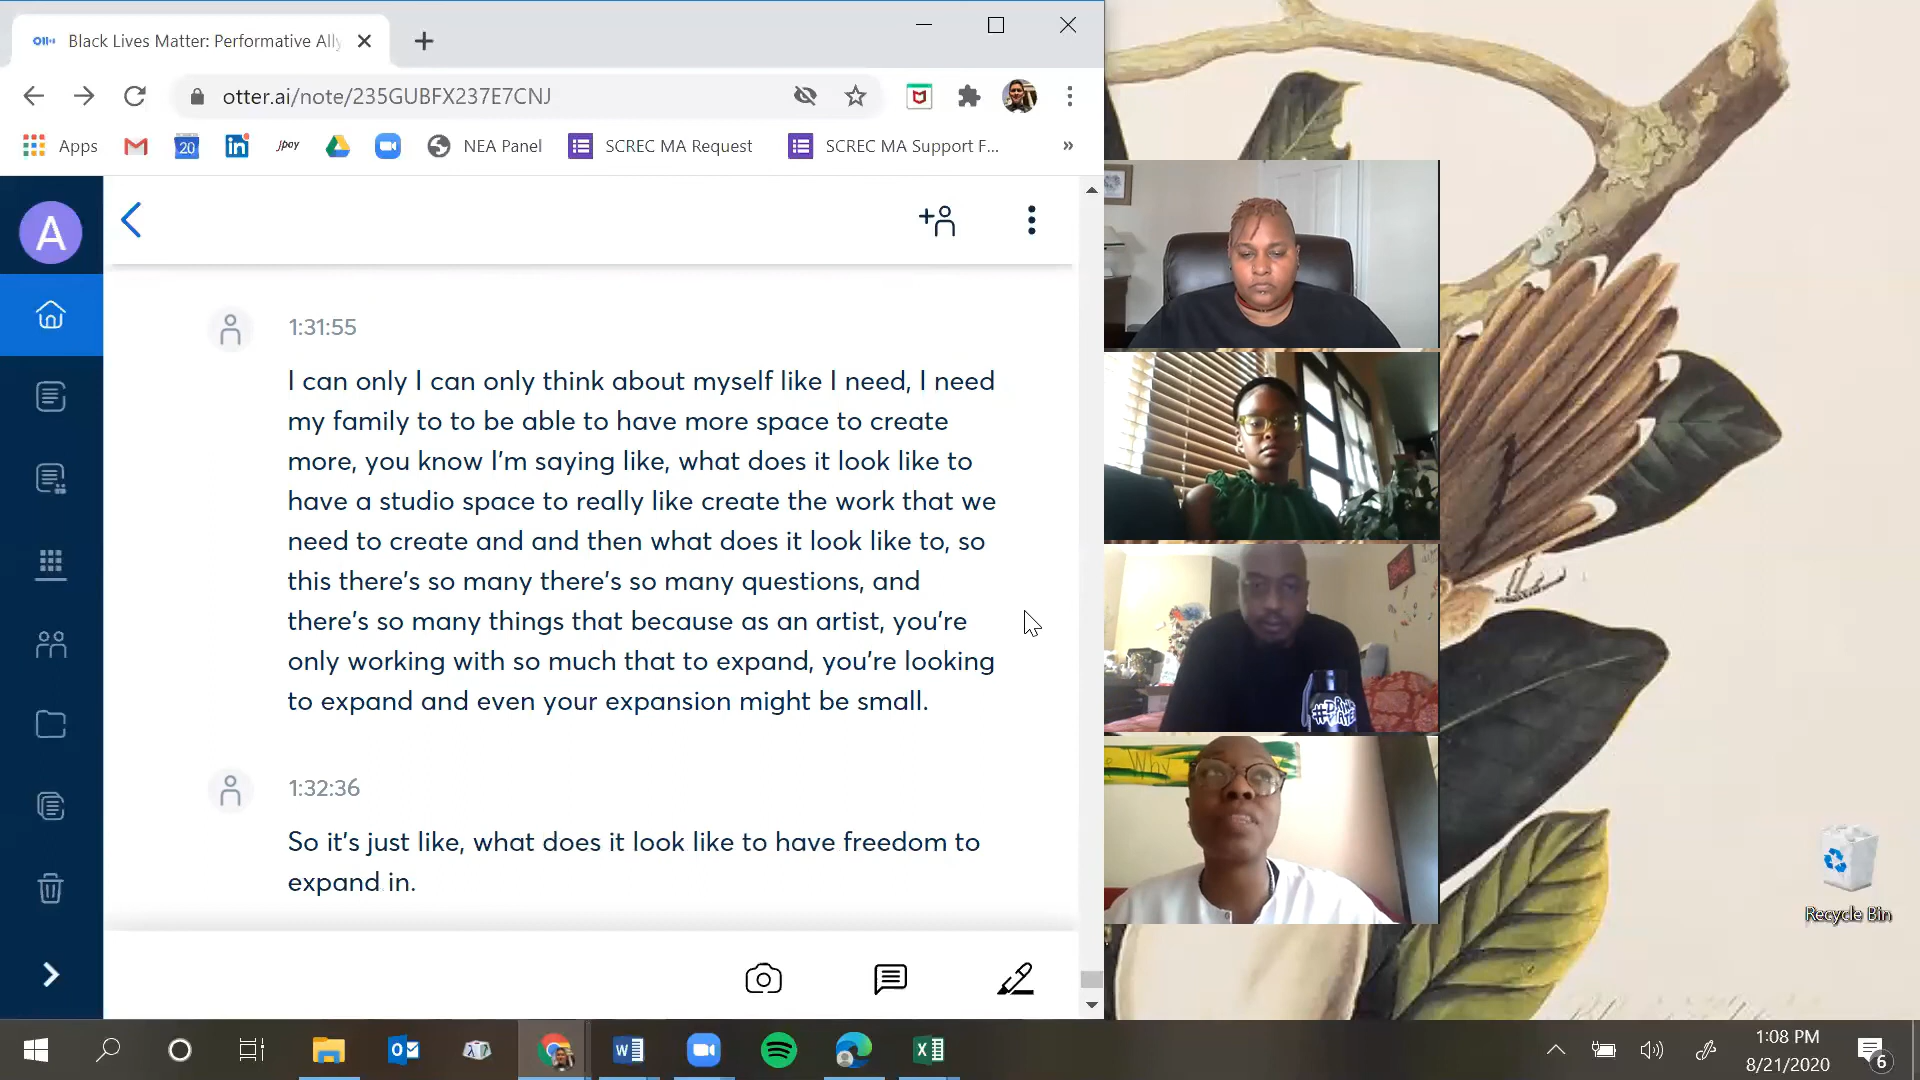 Black Lives Matter: Performative Ally
otter.ai/note/235GUBFX237E7CNJ
Apps
20
in
jpay
NEA Panel
SCREC MA Request
SCREC MA Support F...
»
A
1:31:55
I can only I can only think about myself like I need, I need
my family to to be able to have more space to create
more, you know I'm saying like, what does it look like to
have a studio space to really like create the work that we
need to create and and then what does it look like to, so
this there's so many there's so many questions, and
there's so many things that because as an artist, you're
only working with so much that to expand, you're looking
to expand and even your expansion might be small.
1:32:36
So it's just like, what does it look like to have freedom to
expand in.
Why
Recycle Bin
1:08 PM
8/21/2020
6